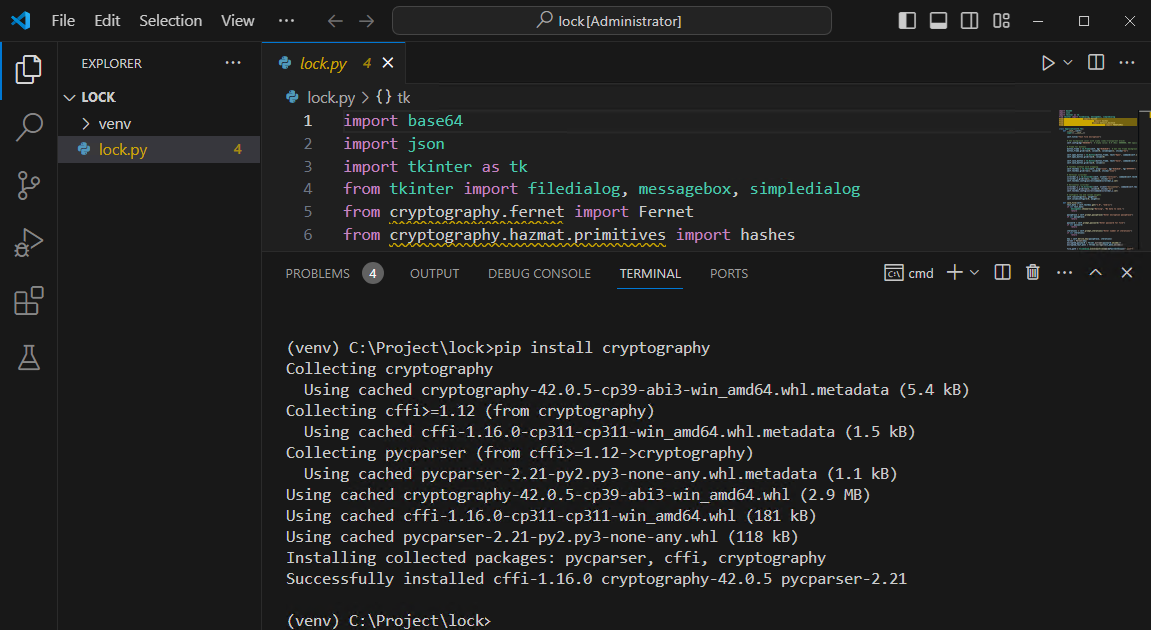 File Edit Selection View ···
lock[Administrator]
EXPLORER ···
LOCK
venv
lock.py 4
lock.py 4
lock.py > {} tk
1 import base64
2 import json
3 import tkinter as tk
4 from tkinter import filedialog, messagebox, simpledialog
5 from cryptography.fernet import Fernet
6 from cryptography.hazmat.primitives import hashes
PROBLEMS 4 OUTPUT DEBUG CONSOLE TERMINAL PORTS
cmd
(venv) C:\Project\lock>pip install cryptography
Collecting cryptography
  Using cached cryptography-42.0.5-cp39-abi3-win_amd64.whl.metadata (5.4 kB)
Collecting cffi>=1.12 (from cryptography)
  Using cached cffi-1.16.0-cp311-cp311-win_amd64.whl.metadata (1.5 kB)
Collecting pycparser (from cffi>=1.12->cryptography)
  Using cached pycparser-2.21-py2.py3-none-any.whl.metadata (1.1 kB)
Using cached cryptography-42.0.5-cp39-abi3-win_amd64.whl (2.9 MB)
Using cached cffi-1.16.0-cp311-cp311-win_amd64.whl (181 kB)
Using cached pycparser-2.21-py2.py3-none-any.whl (118 kB)
Installing collected packages: pycparser, cffi, cryptography
Successfully installed cffi-1.16.0 cryptography-42.0.5 pycparser-2.21
(venv) C:\Project\lock>